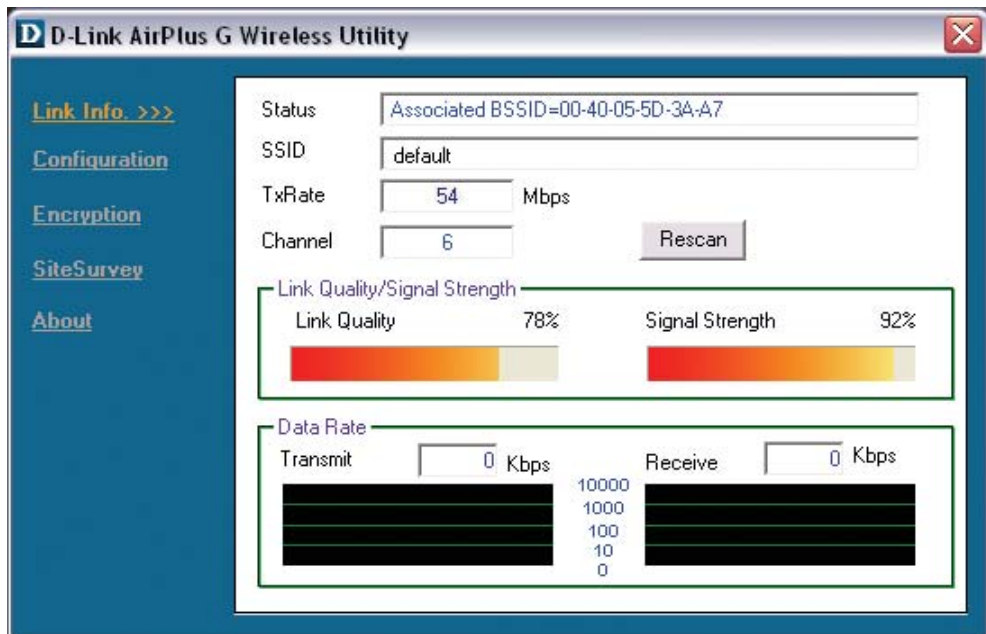 D D-Link AirPlus G Wireless Utility
Link Info. >>>
Configuration
Encryption
SiteSurvey
About
Status Associated BSSID=00-40-05-5D-3A-A7
SSID default
TxRate 54 Mbps
Channel 6 Rescan
Link Quality/Signal Strength
Link Quality 78% Signal Strength 92%
Data Rate
Transmit 0 Kbps Receive 0 Kbps
10000
1000
100
10
0